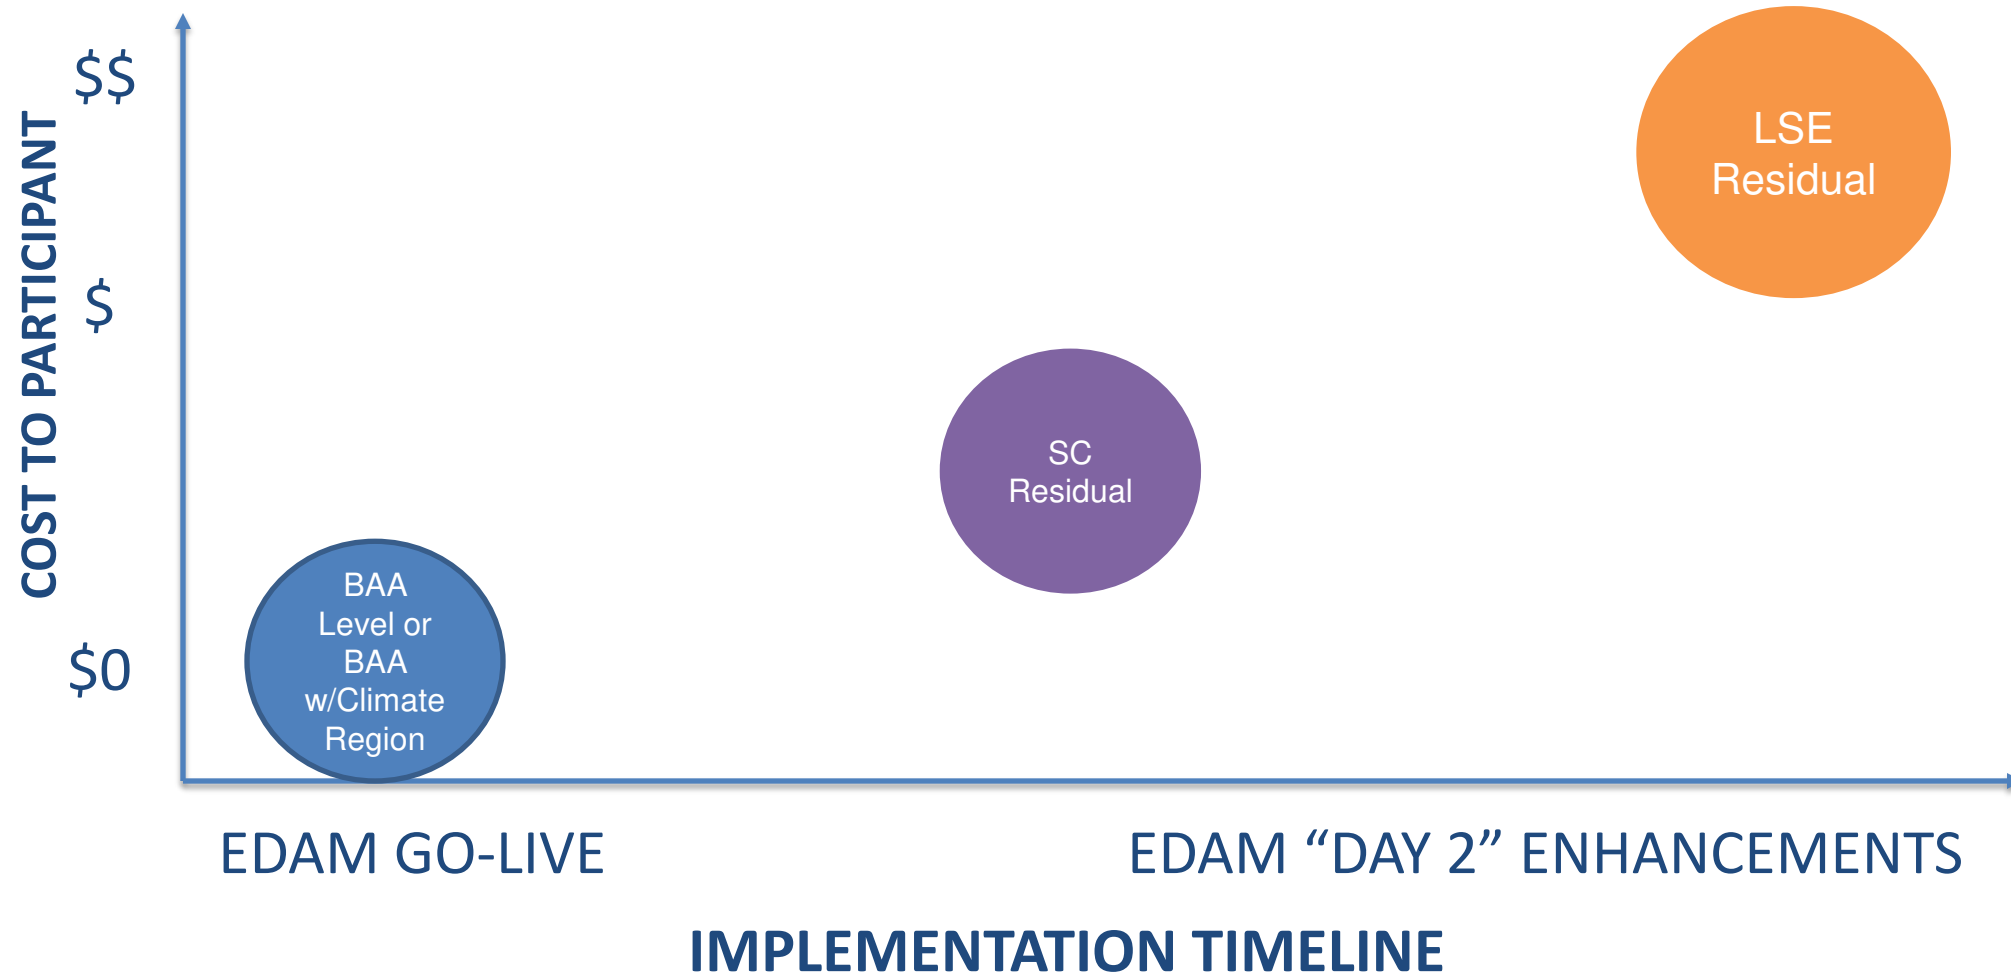 COST TO PARTICIPANT
$$
$
$0
LSE
Residual
SC
Residual
BAA
Level or
BAA
w/Climate
Region
EDAM GO-LIVE
EDAM “DAY 2” ENHANCEMENTS
IMPLEMENTATION TIMELINE